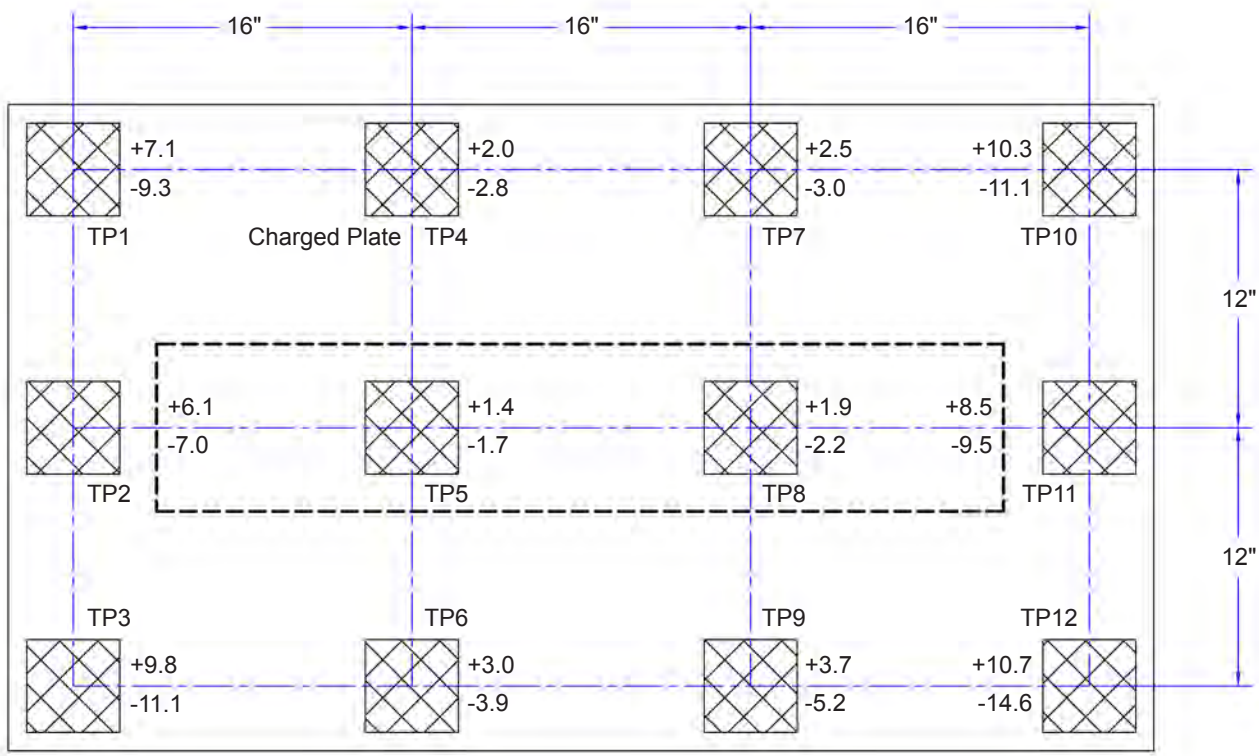 16" 16" 16"
+7.1 +2.0 +2.5 +10.3
-9.3 -2.8 -3.0 -11.1
TP1 Charged Plate TP4 TP7 TP10
12"
+6.1 +1.4 +1.9 +8.5
-7.0 -1.7 -2.2 -9.5
TP2 TP5 TP8 TP11
12"
TP3 TP6 TP9 TP12
+9.8 +3.0 +3.7 +10.7
-11.1 -3.9 -5.2 -14.6